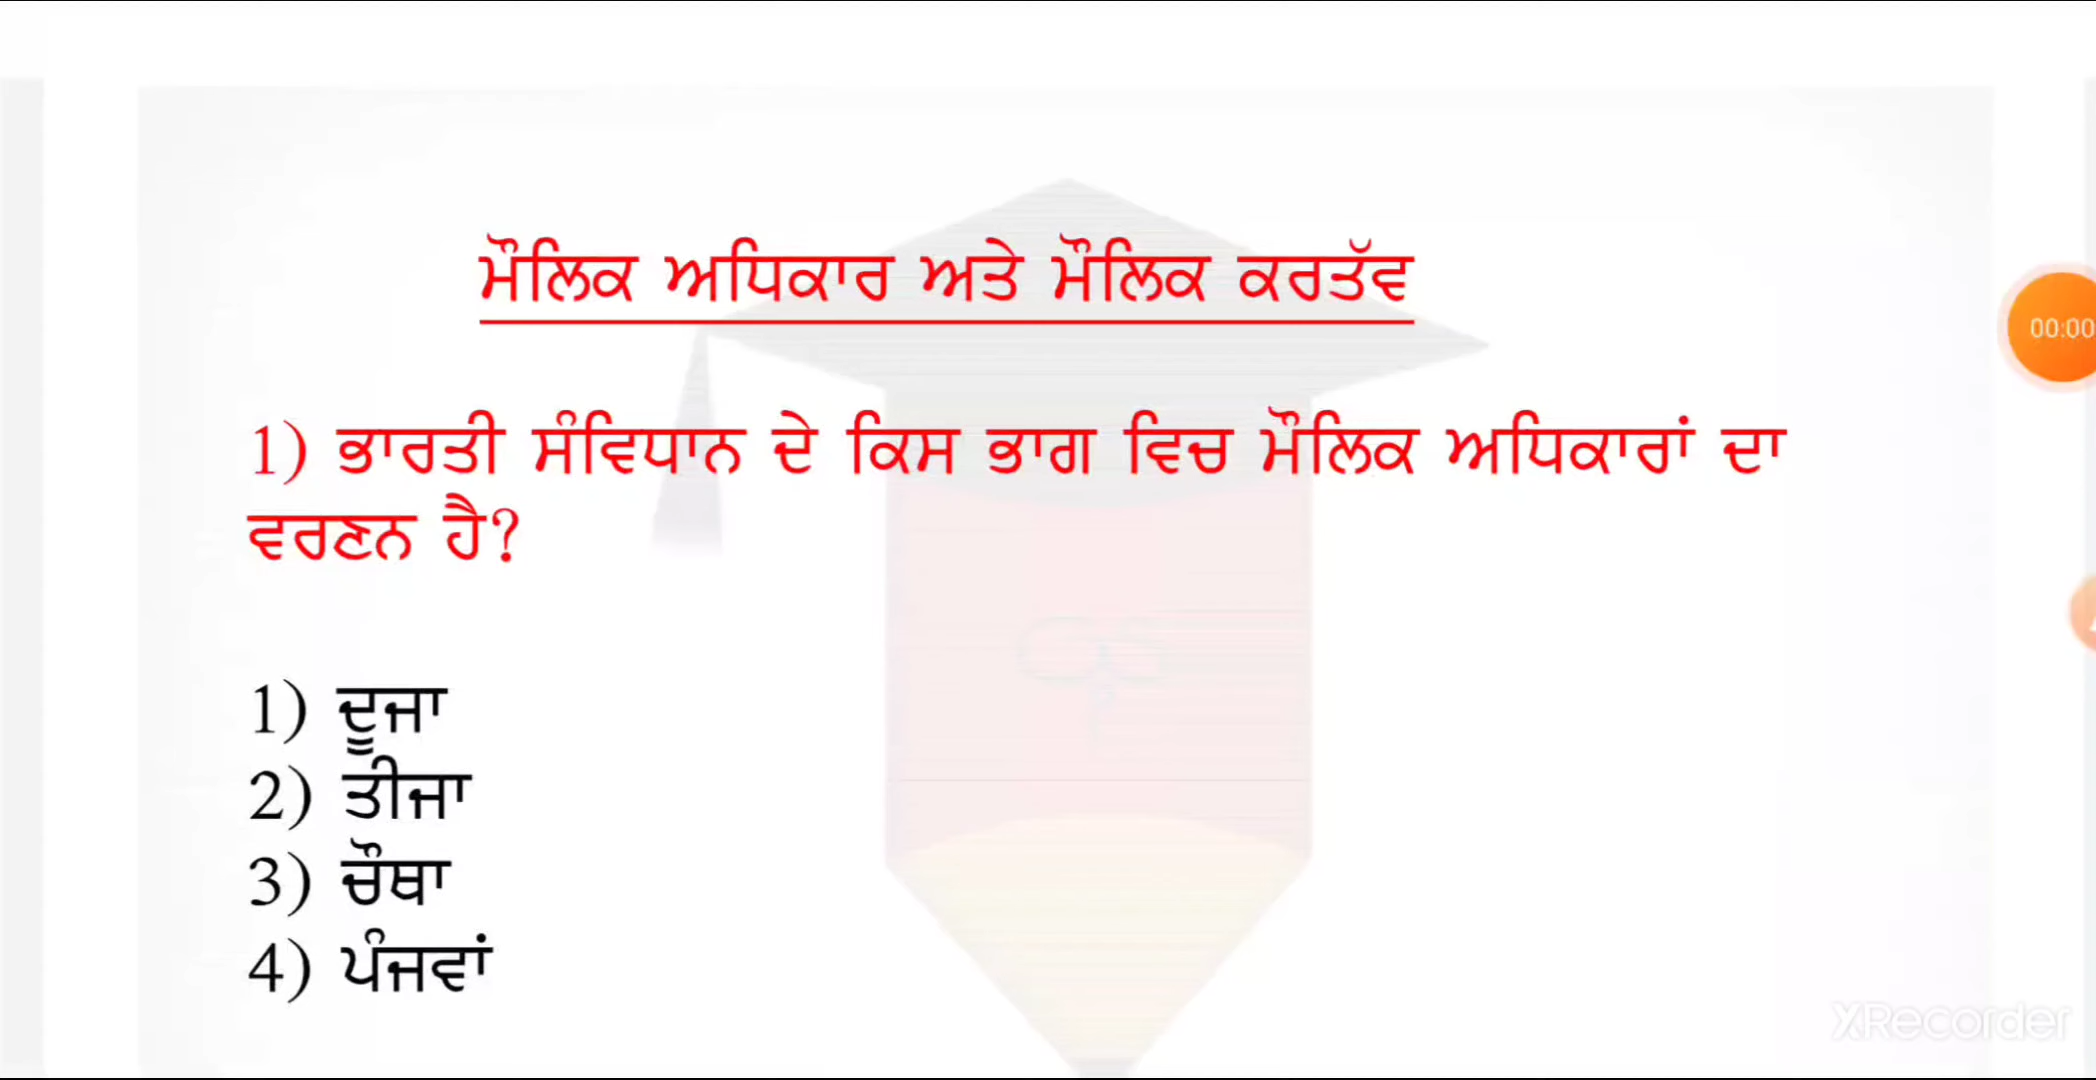 ਮੌਲਿਕ ਅਧਿਕਾਰ ਅਤੇ ਮੌਲਿਕ ਕਰਤੱਵ
00:00
1) ਭਾਰਤੀ ਸੰਵਿਧਾਨ ਦੇ ਕਿਸ ਭਾਗ ਵਿਚ ਮੌਲਿਕ ਅਧਿਕਾਰਾਂ ਦਾ
ਵਰਣਨ ਹੈ?
1) ਦੂਜਾ
2) ਤੀਜਾ
3) ਚੌਥਾ
4) ਪੰਜਵਾਂ
XRecorder